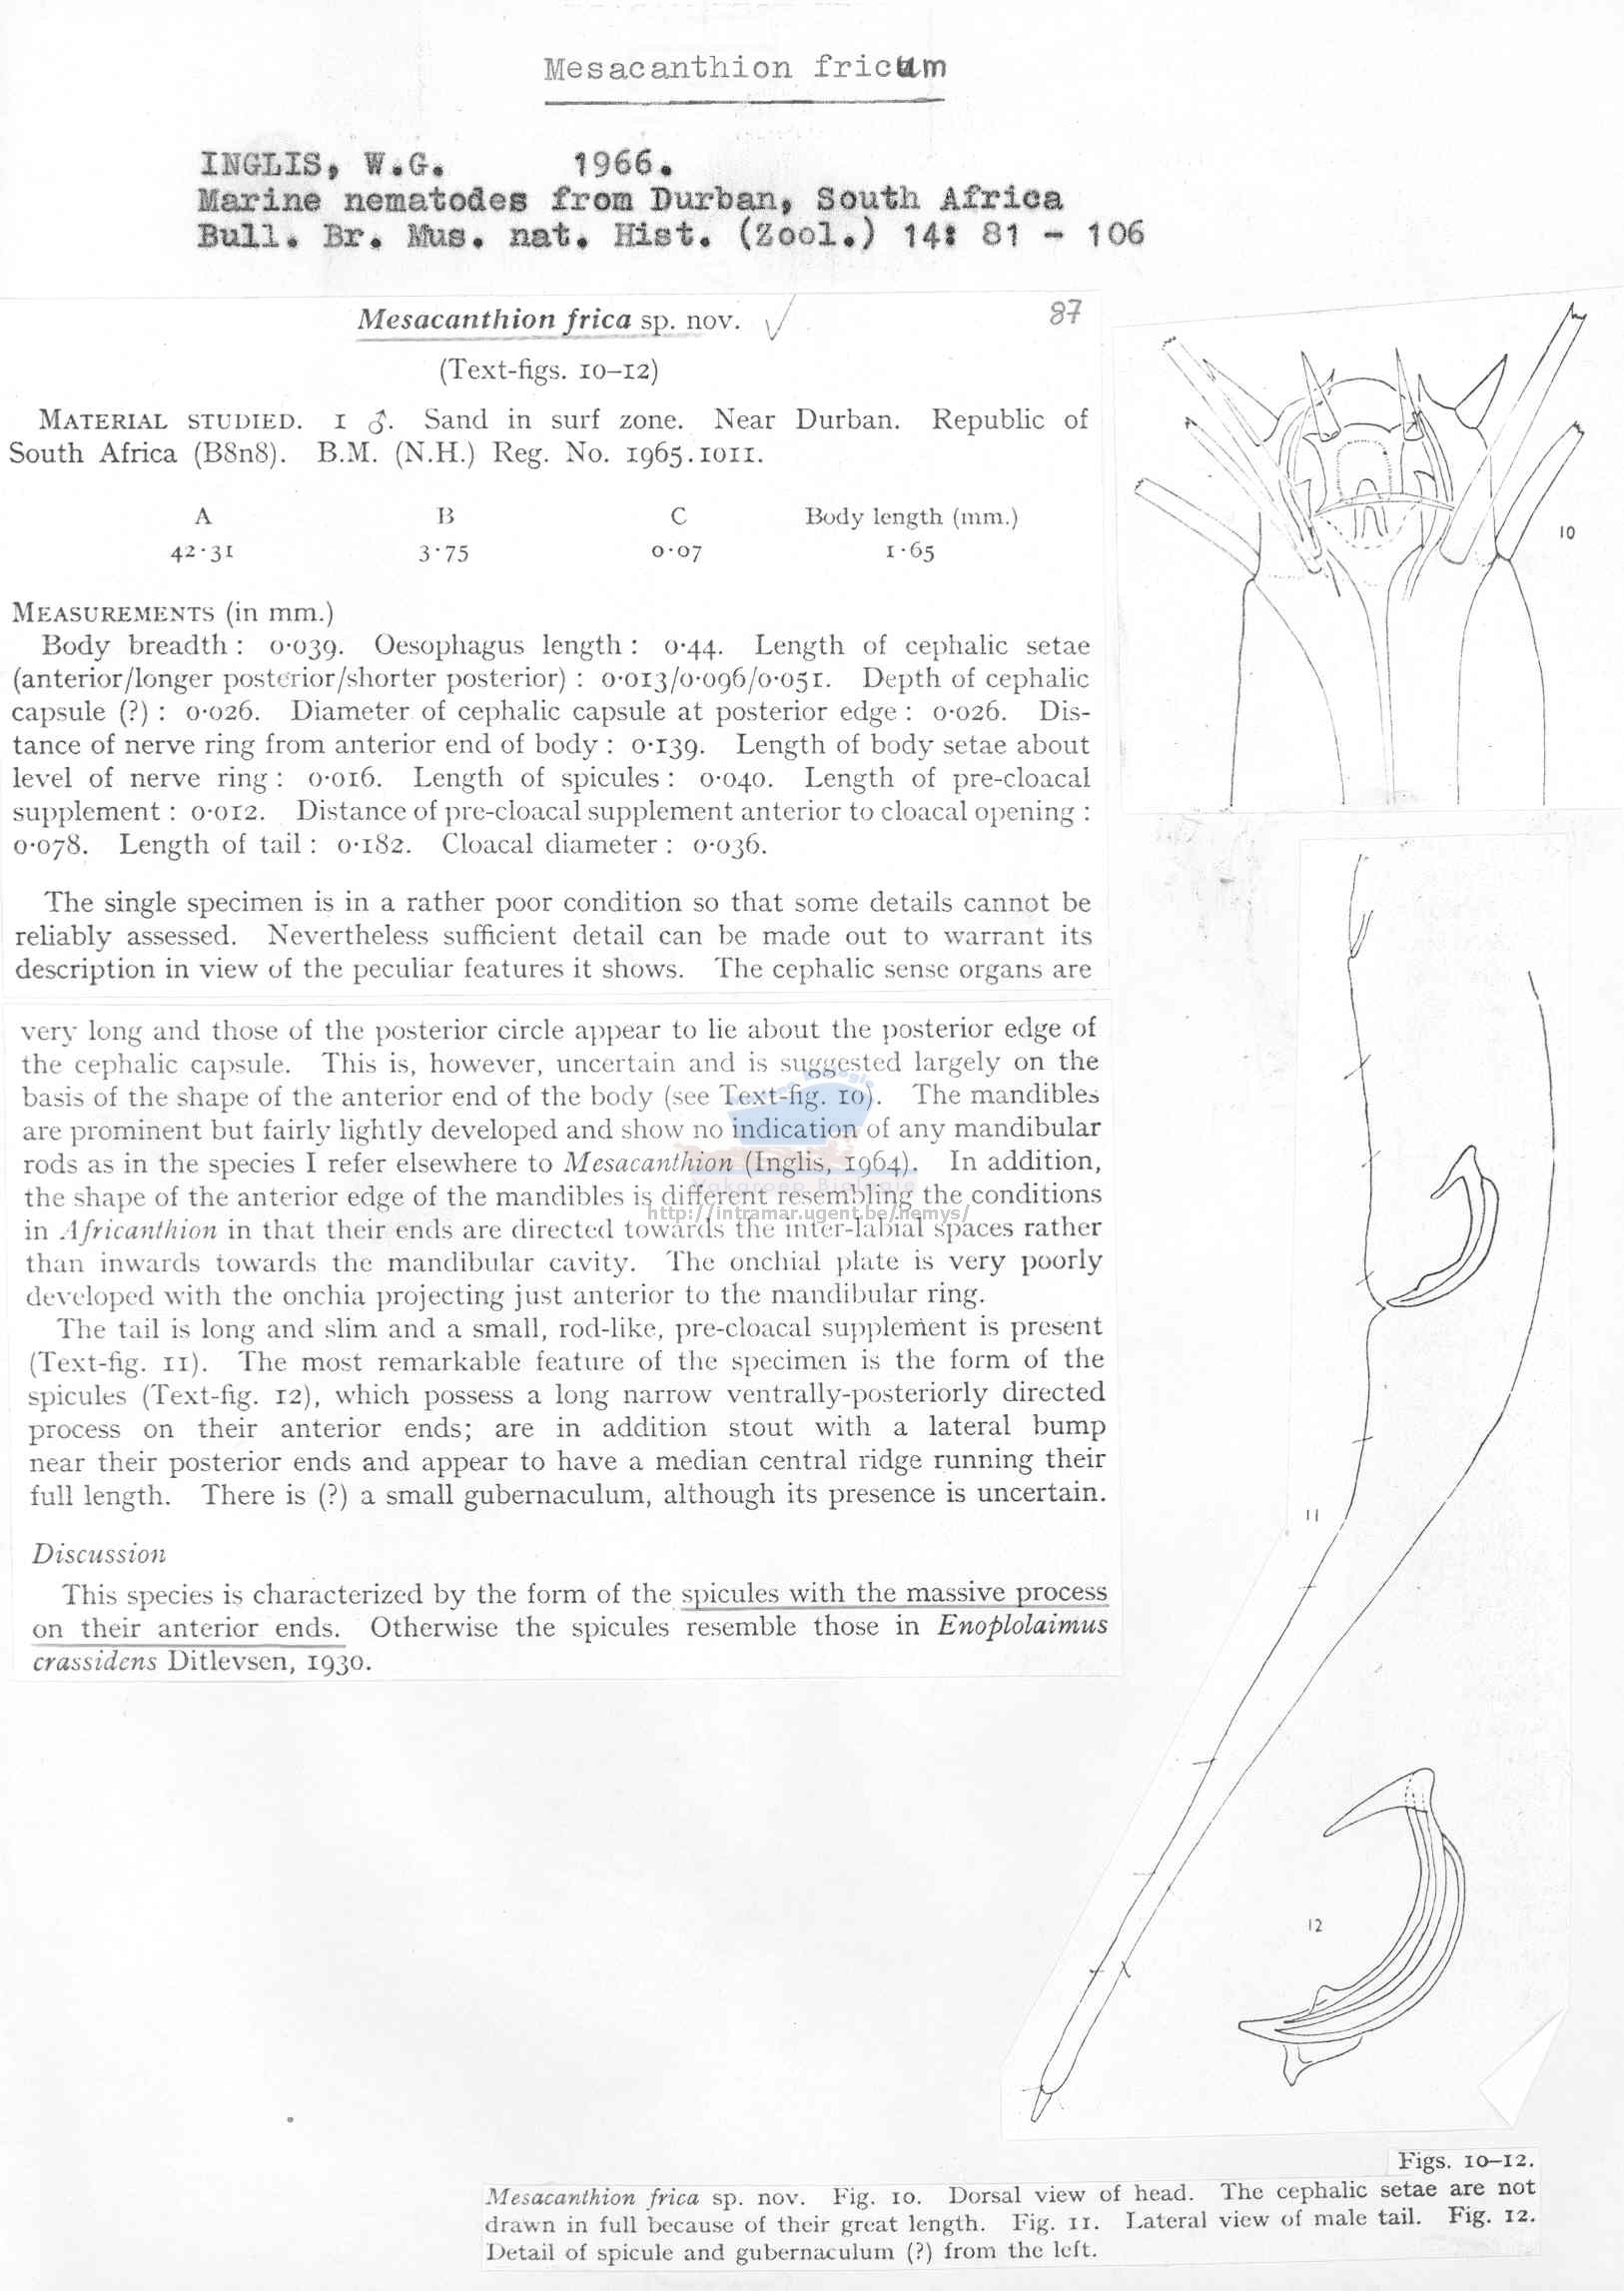 Mesacanthion fricum
INGLIS, W.G. 1966.
Marine nematodes from Durban, South Africa
Bull. Br. Mus. nat. Hist. (Zool.) 14: 81 - 106
Mesacanthion frica sp. nov. √
87
(Text-figs. 10–12)
MATERIAL STUDIED. 1 ♂. Sand in surf zone. Near Durban. Republic of
South Africa (B8n8). B.M. (N.H.) Reg. No. 1965.1011.
A B C Body length (mm.)
42·31 3·75 0·07 1·65
MEASUREMENTS (in mm.)
Body breadth : 0·039. Oesophagus length : 0·44. Length of cephalic setae
(anterior/longer posterior/shorter posterior) : 0·013/0·096/0·051. Depth of cephalic
capsule (?) : 0·026. Diameter of cephalic capsule at posterior edge : 0·026. Dis-
tance of nerve ring from anterior end of body : 0·139. Length of body setae about
level of nerve ring : 0·016. Length of spicules : 0·040. Length of pre-cloacal
supplement : 0·012. Distance of pre-cloacal supplement anterior to cloacal opening :
0·078. Length of tail : 0·182. Cloacal diameter : 0·036.
The single specimen is in a rather poor condition so that some details cannot be
reliably assessed. Nevertheless sufficient detail can be made out to warrant its
description in view of the peculiar features it shows. The cephalic sense organs are
very long and those of the posterior circle appear to lie about the posterior edge of
the cephalic capsule. This is, however, uncertain and is suggested largely on the
basis of the shape of the anterior end of the body (see Text-fig. 10). The mandibles
are prominent but fairly lightly developed and show no indication of any mandibular
rods as in the species I refer elsewhere to Mesacanthion (Inglis, 1964). In addition,
the shape of the anterior edge of the mandibles is different resembling the conditions
in Africanthion in that their ends are directed towards the inter-labial spaces rather
than inwards towards the mandibular cavity. The onchial plate is very poorly
developed with the onchia projecting just anterior to the mandibular ring.
The tail is long and slim and a small, rod-like, pre-cloacal supplement is present
(Text-fig. 11). The most remarkable feature of the specimen is the form of the
spicules (Text-fig. 12), which possess a long narrow ventrally-posteriorly directed
process on their anterior ends; are in addition stout with a lateral bump
near their posterior ends and appear to have a median central ridge running their
full length. There is (?) a small gubernaculum, although its presence is uncertain.
Discussion
This species is characterized by the form of the spicules with the massive process
on their anterior ends. Otherwise the spicules resemble those in Enoplolaimus
crassidens Ditlevsen, 1930.
Vakgroep Biologie
http://intramar.ugent.be/nemys/
10
11
12
Figs. 10–12.
Mesacanthion frica sp. nov. Fig. 10. Dorsal view of head. The cephalic setae are not
drawn in full because of their great length. Fig. 11. Lateral view of male tail. Fig. 12.
Detail of spicule and gubernaculum (?) from the left.